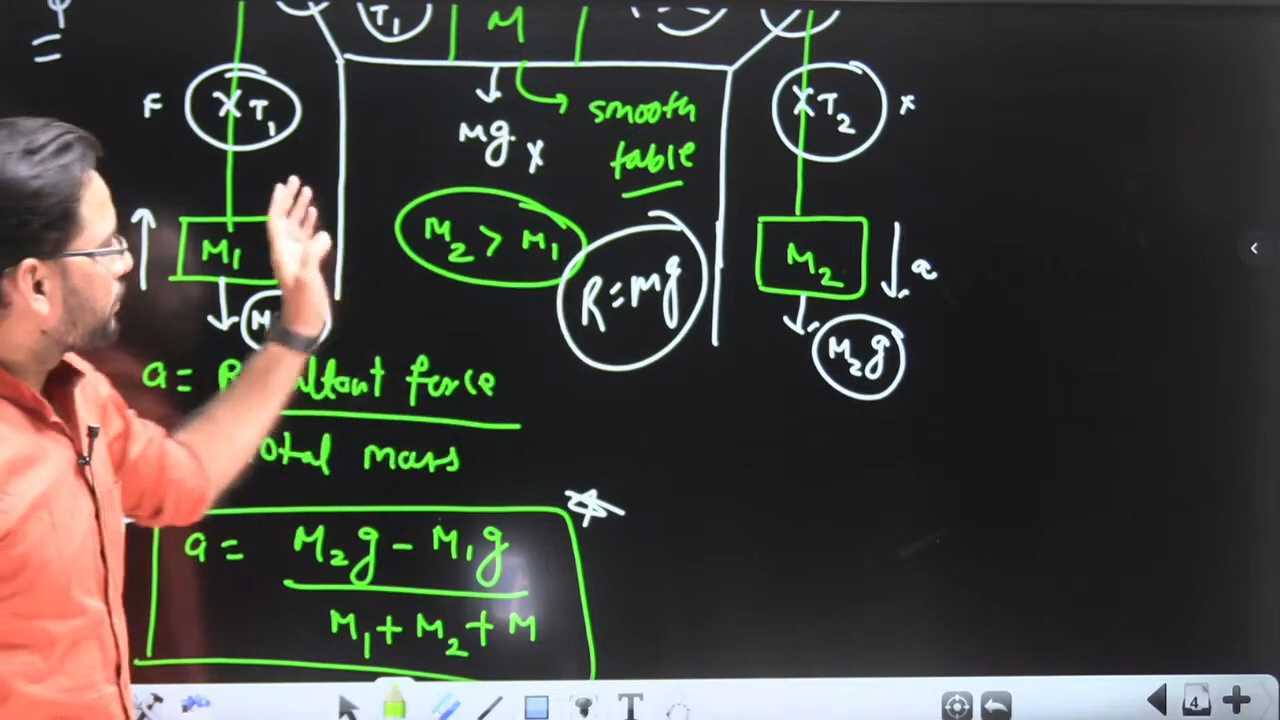 T₁ M
F X T₁ Mg X smooth X T₂ x
table
M₁ M₂ > M₁ R = mg M₂ a
M₂g
a = Resultant force
Total mass
a = M₂g - M₁g
M₁ + M₂ + M
T 4